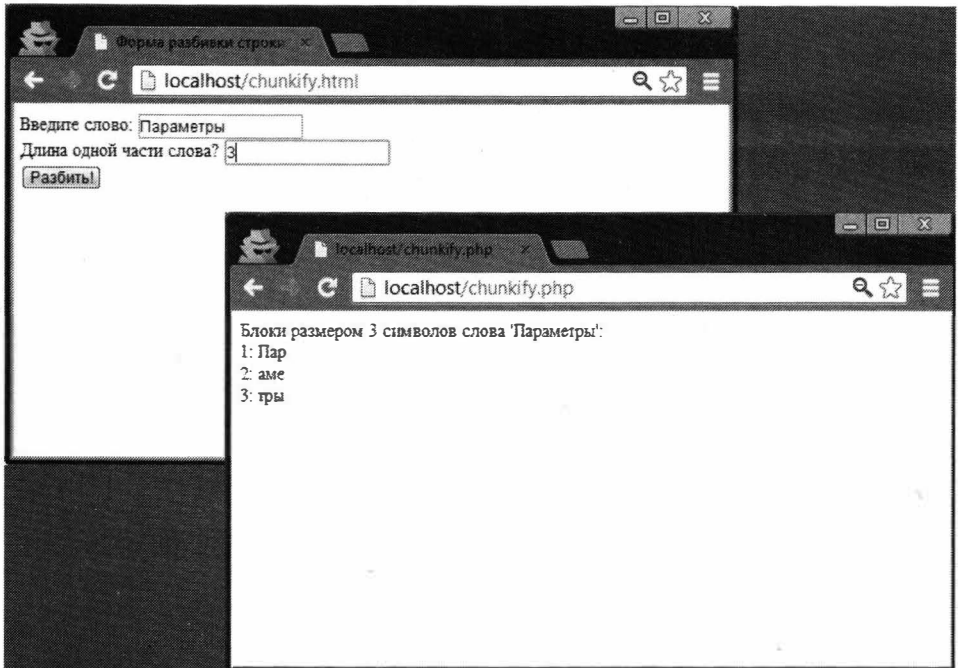 Форма разбивки строки
localhost/chunkify.html
Введите слово: Параметры
Длина одной части слова? 3
Разбить!
localhost/chunkify.php
localhost/chunkify.php
Блоки размером 3 символов слова 'Параметры':
1: Пар
2: аме
3: тры